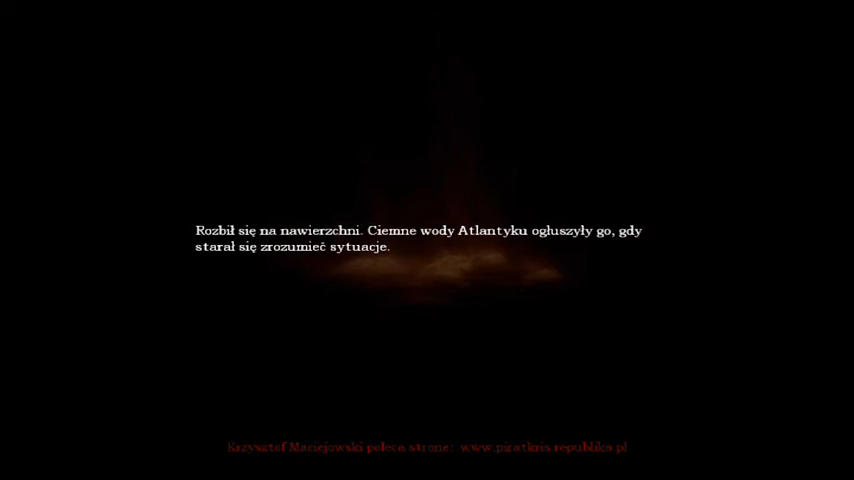 Rozbił się na nawierzchni. Ciemne wody Atlantyku ogłuszyły go, gdy
starał się zrozumieć sytuacje.
Krzysztof Maciejowski poleca strone: www.piratkris.republika.pl